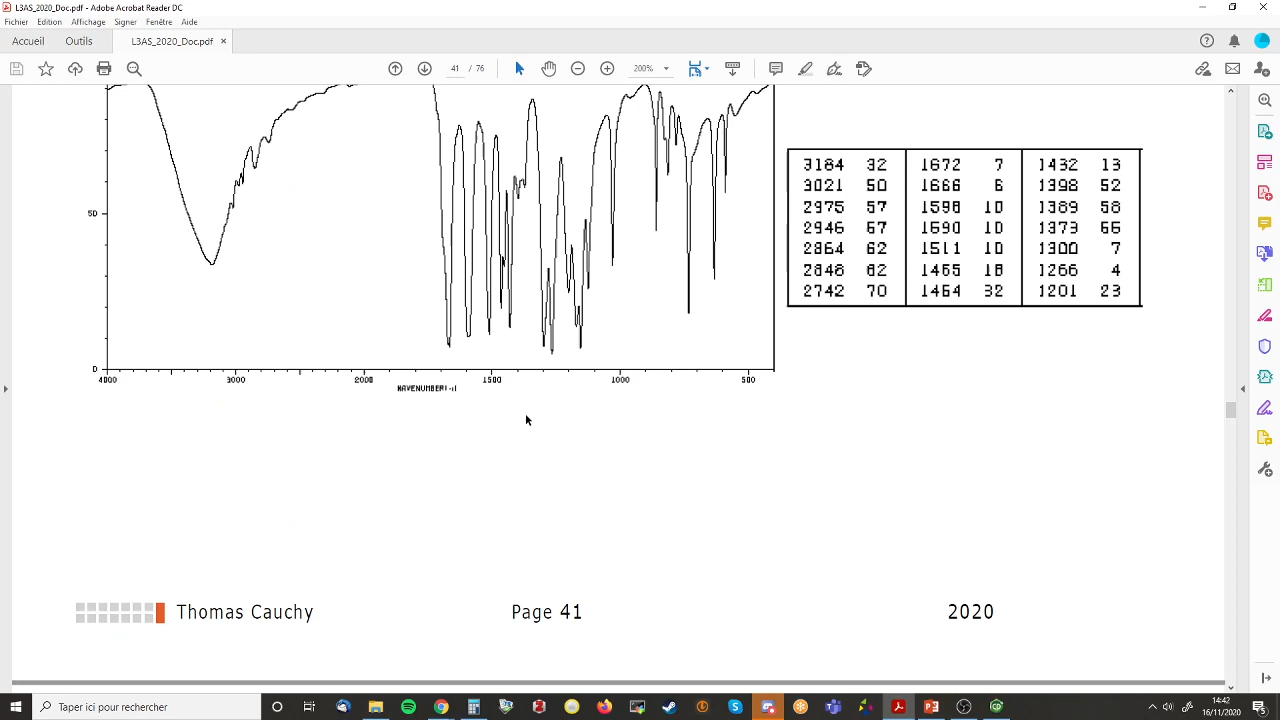 L3AS_2020_Doc.pdf - Adobe Acrobat Reader DC
Fichier Edition Affichage Signer Fenêtre Aide
Accueil Outils L3AS_2020_Doc.pdf ×
41 / 76 200%
50
0
4000 3000 2000 1500 1000 500
3184 32 1672 7 1432 13
3021 50 1666 6 1398 52
2975 57 1598 10 1389 58
2946 57 1590 10 1373 55
2864 62 1511 10 1300 7
2848 62 1465 18 1266 4
2742 70 1454 32 1201 23
Thomas Cauchy Page 41 2020
Taper ici pour rechercher
14:42
16/11/2020